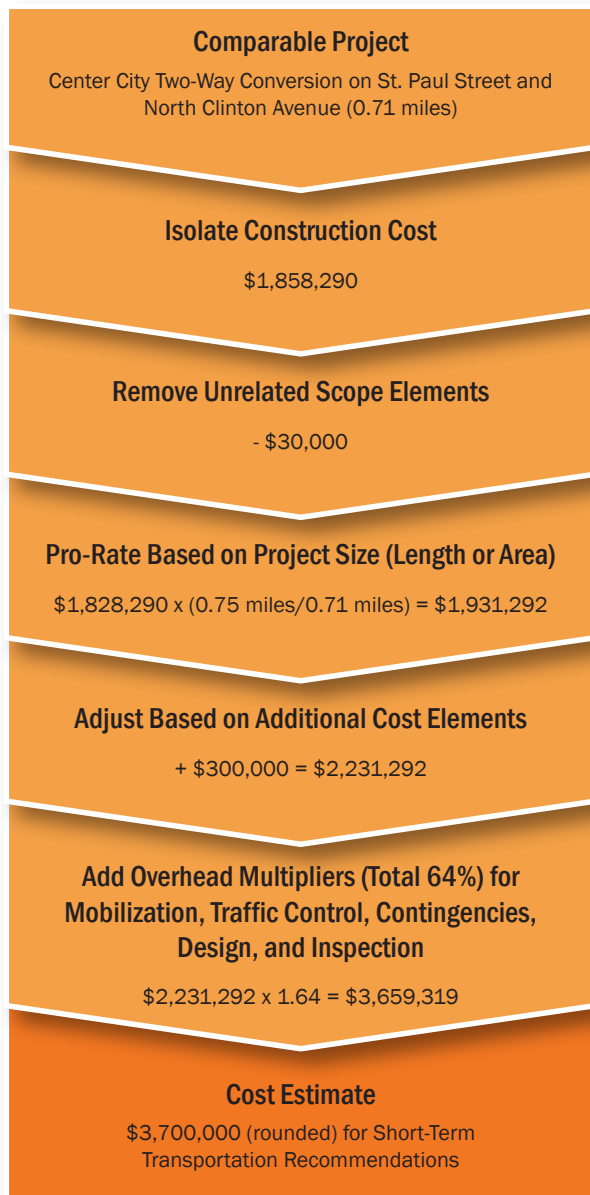 Comparable Project
Center City Two-Way Conversion on St. Paul Street and
North Clinton Avenue (0.71 miles)
Isolate Construction Cost
$1,858,290
Remove Unrelated Scope Elements
- $30,000
Pro-Rate Based on Project Size (Length or Area)
$1,828,290 x (0.75 miles/0.71 miles) = $1,931,292
Adjust Based on Additional Cost Elements
+ $300,000 = $2,231,292
Add Overhead Multipliers (Total 64%) for
Mobilization, Traffic Control, Contingencies,
Design, and Inspection
$2,231,292 x 1.64 = $3,659,319
Cost Estimate
$3,700,000 (rounded) for Short-Term
Transportation Recommendations